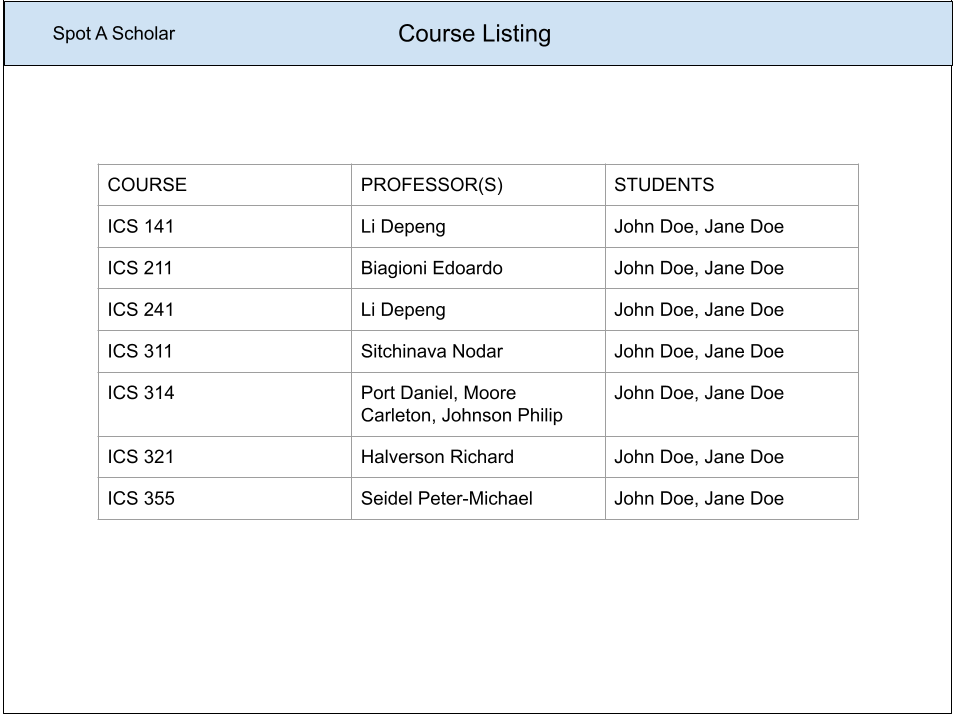 Spot A Scholar Course Listing
COURSE PROFESSOR(S) STUDENTS
ICS 141 Li Depeng John Doe, Jane Doe
ICS 211 Biagioni Edoardo John Doe, Jane Doe
ICS 241 Li Depeng John Doe, Jane Doe
ICS 311 Sitchinava Nodar John Doe, Jane Doe
ICS 314 Port Daniel, Moore John Doe, Jane Doe
Carleton, Johnson Philip
ICS 321 Halverson Richard John Doe, Jane Doe
ICS 355 Seidel Peter-Michael John Doe, Jane Doe